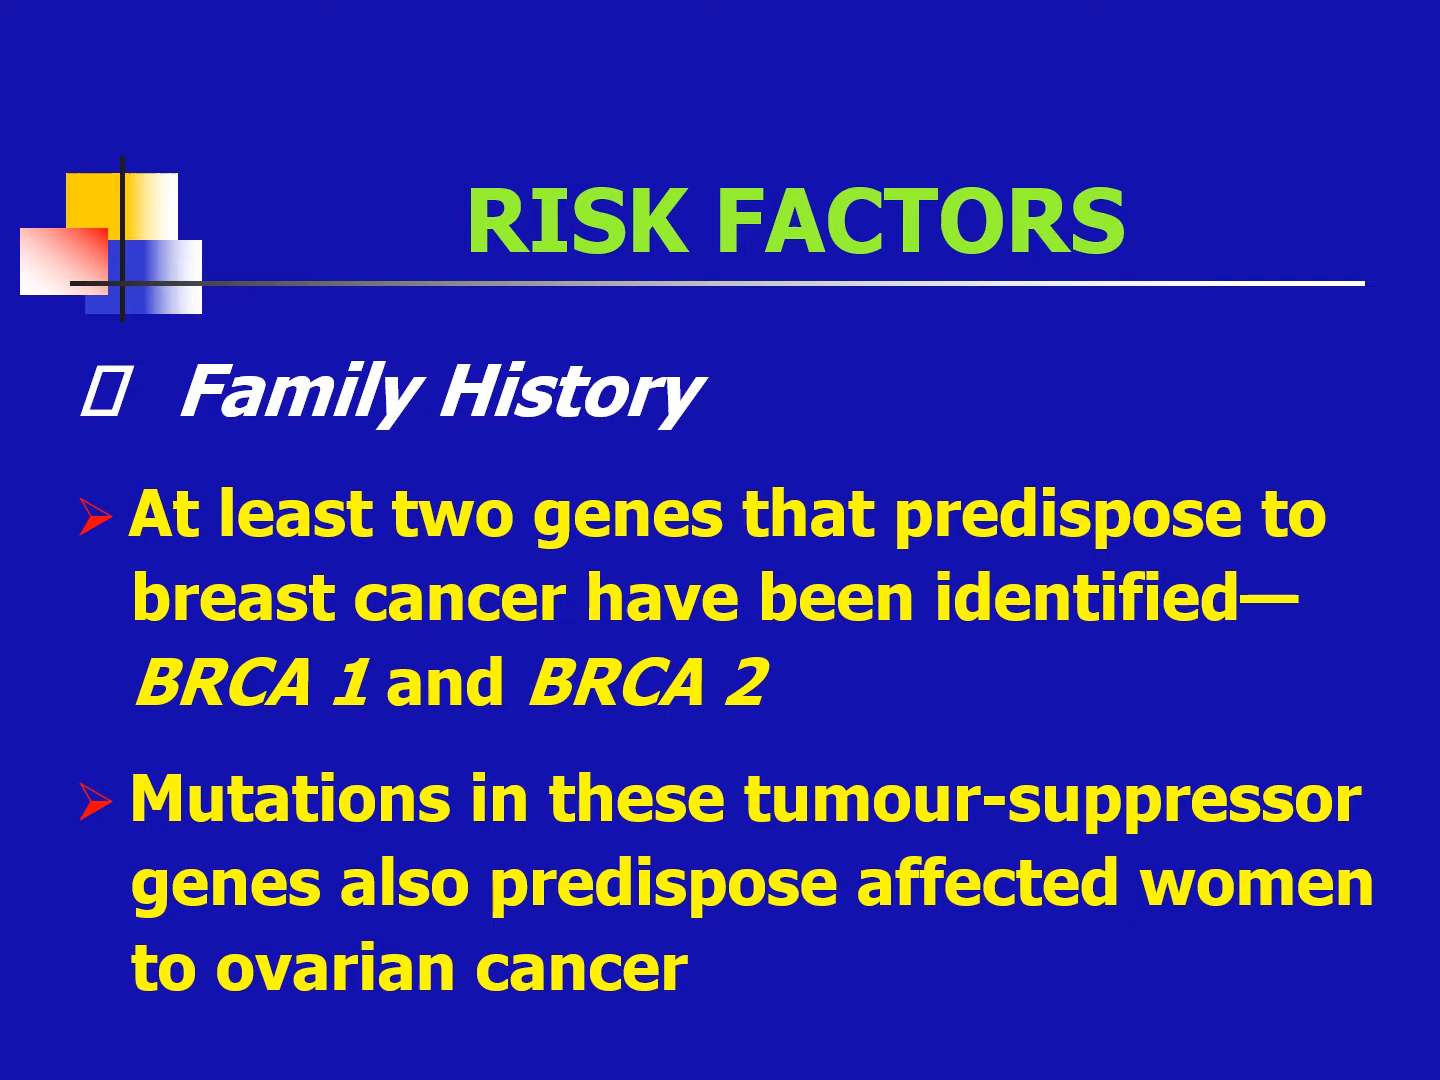 RISK FACTORS
Family History
At least two genes that predispose to
breast cancer have been identified—
BRCA 1 and BRCA 2
Mutations in these tumour-suppressor
genes also predispose affected women
to ovarian cancer